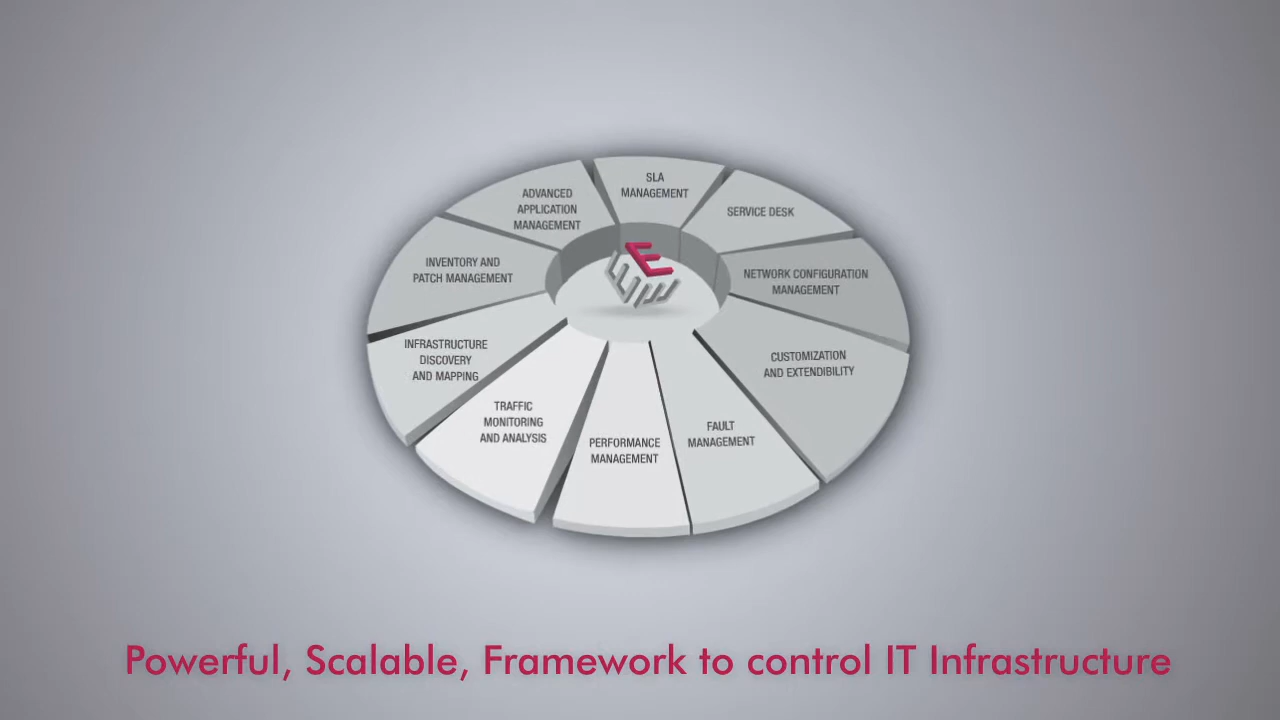 SLA
MANAGEMENT
SERVICE DESK
NETWORK CONFIGURATION
MANAGEMENT
CUSTOMIZATION
AND EXTENDIBILITY
FAULT
MANAGEMENT
PERFORMANCE
MANAGEMENT
TRAFFIC
MONITORING
AND ANALYSIS
INFRASTRUCTURE
DISCOVERY
AND MAPPING
INVENTORY AND
PATCH MANAGEMENT
ADVANCED
APPLICATION
MANAGEMENT
E
E
E
Powerful, Scalable, Framework to control IT Infrastructure